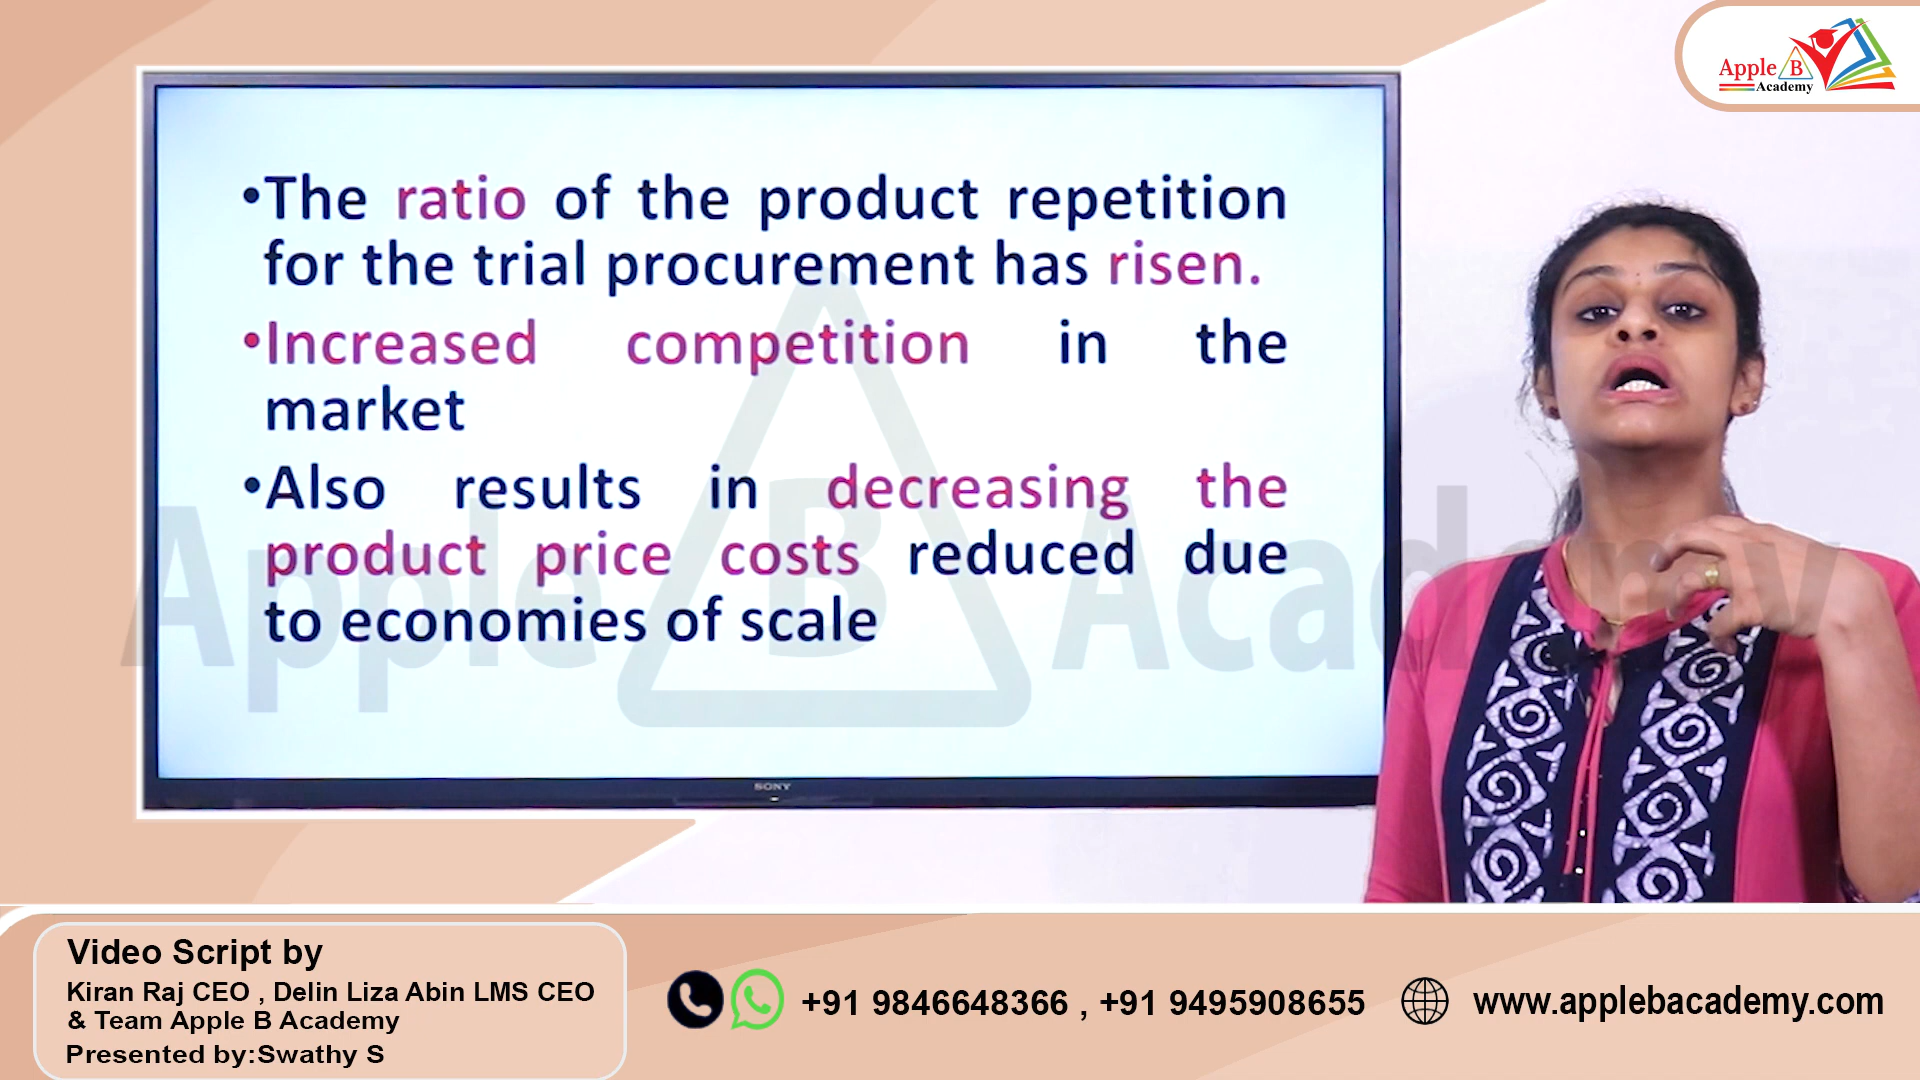 Apple B
Academy
•The ratio of the product repetition
for the trial procurement has risen.
•Increased competition in the
market
•Also results in decreasing the
product price costs reduced due
to economies of scale
Apple B Academy
SONY
Video Script by
Kiran Raj CEO , Delin Liza Abin LMS CEO
& Team Apple B Academy
Presented by:Swathy S
+91 9846648366 , +91 9495908655
www.applebacademy.com